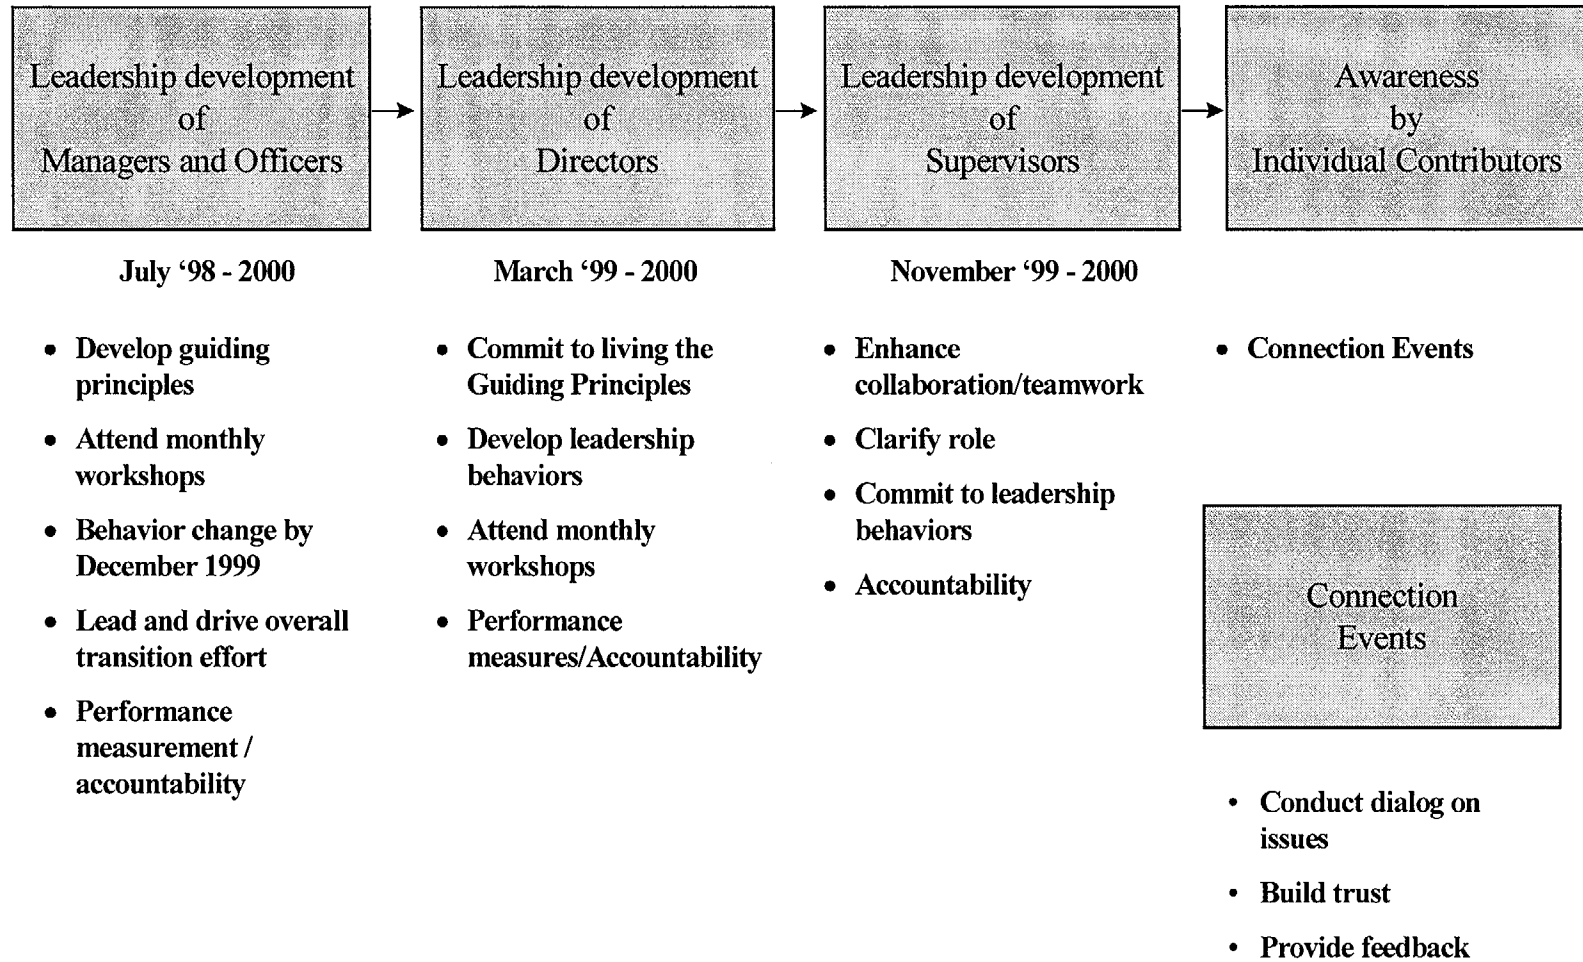 Leadership development
of
Managers and Officers
Leadership development
of
Directors
Leadership development
of
Supervisors
Awareness
by
Individual Contributors
July ‘98 - 2000
March ‘99 - 2000
November ‘99 - 2000
• Develop guiding
principles
• Attend monthly
workshops
• Behavior change by
December 1999
• Lead and drive overall
transition effort
• Performance
measurement /
accountability
• Commit to living the
Guiding Principles
• Develop leadership
behaviors
• Attend monthly
workshops
• Performance
measures/Accountability
• Enhance
collaboration/teamwork
• Clarify role
• Commit to leadership
behaviors
• Accountability
• Connection Events
Connection
Events
• Conduct dialog on
issues
• Build trust
• Provide feedback